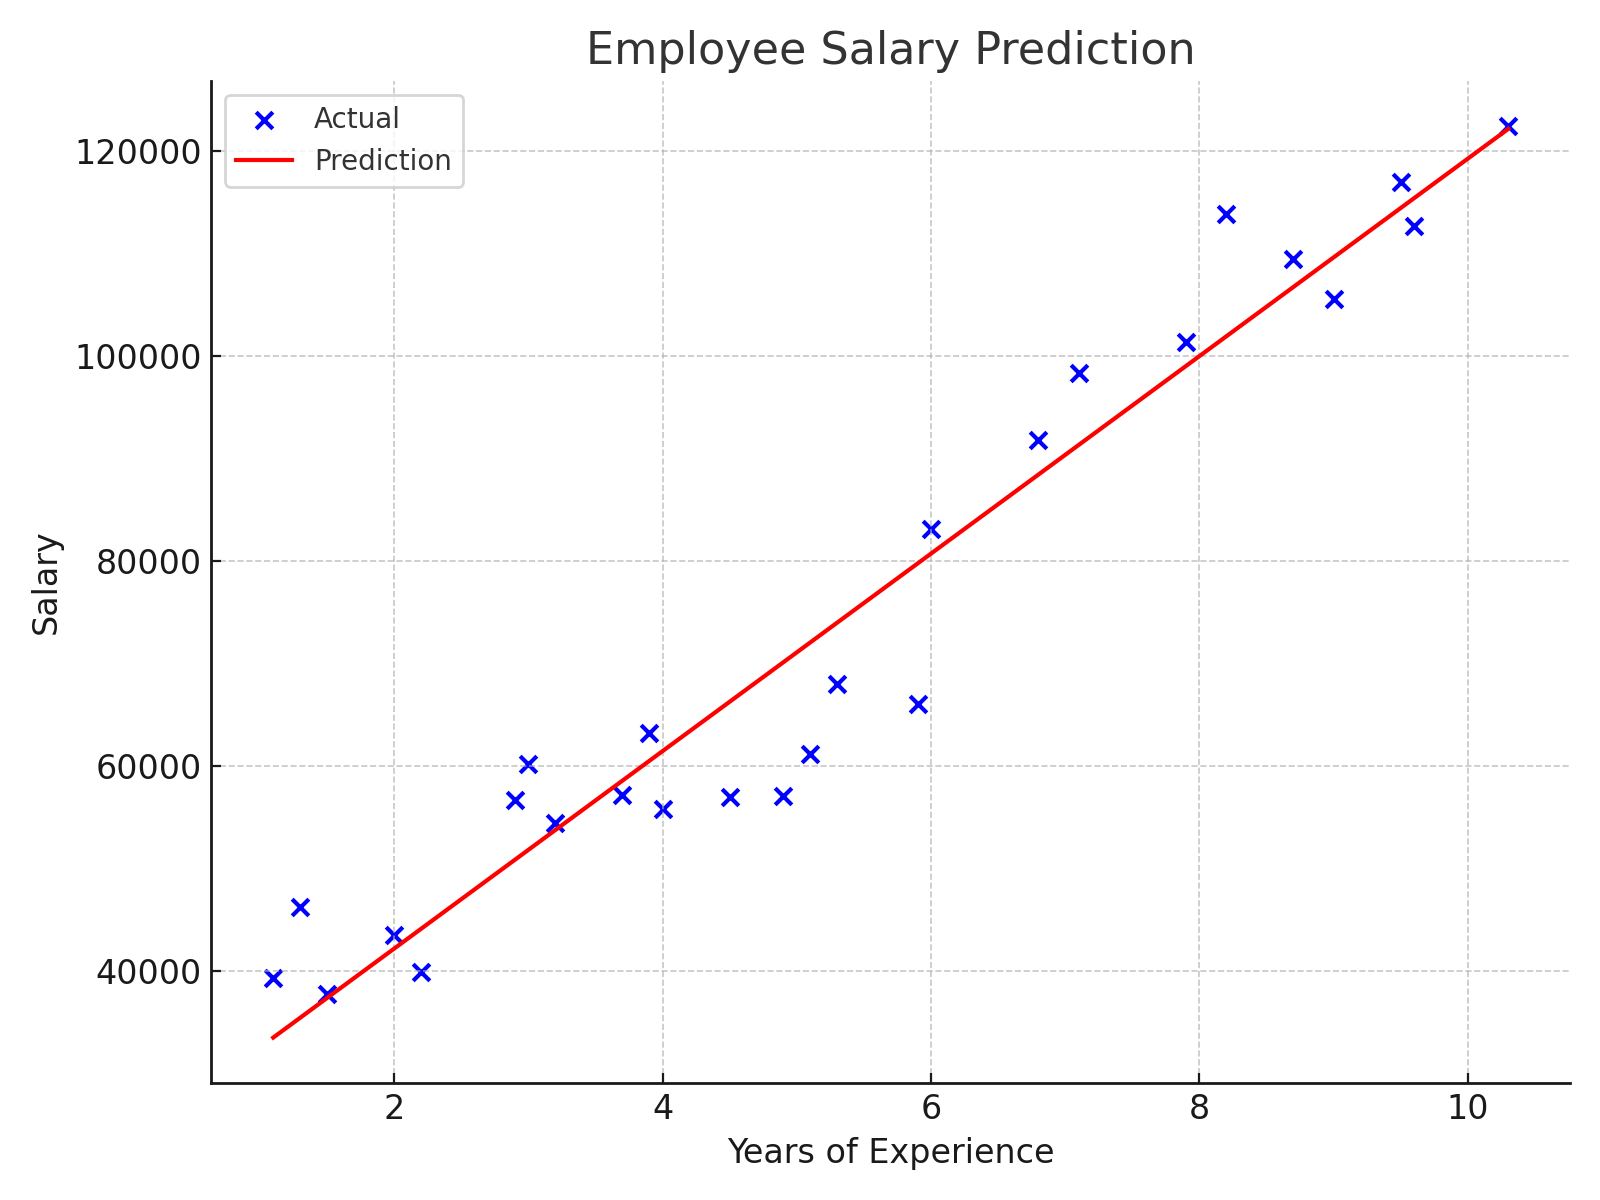 Employee Salary Prediction
Actual
Prediction
120000
100000
80000
60000
40000
Salary
2 4 6 8 10
Years of Experience